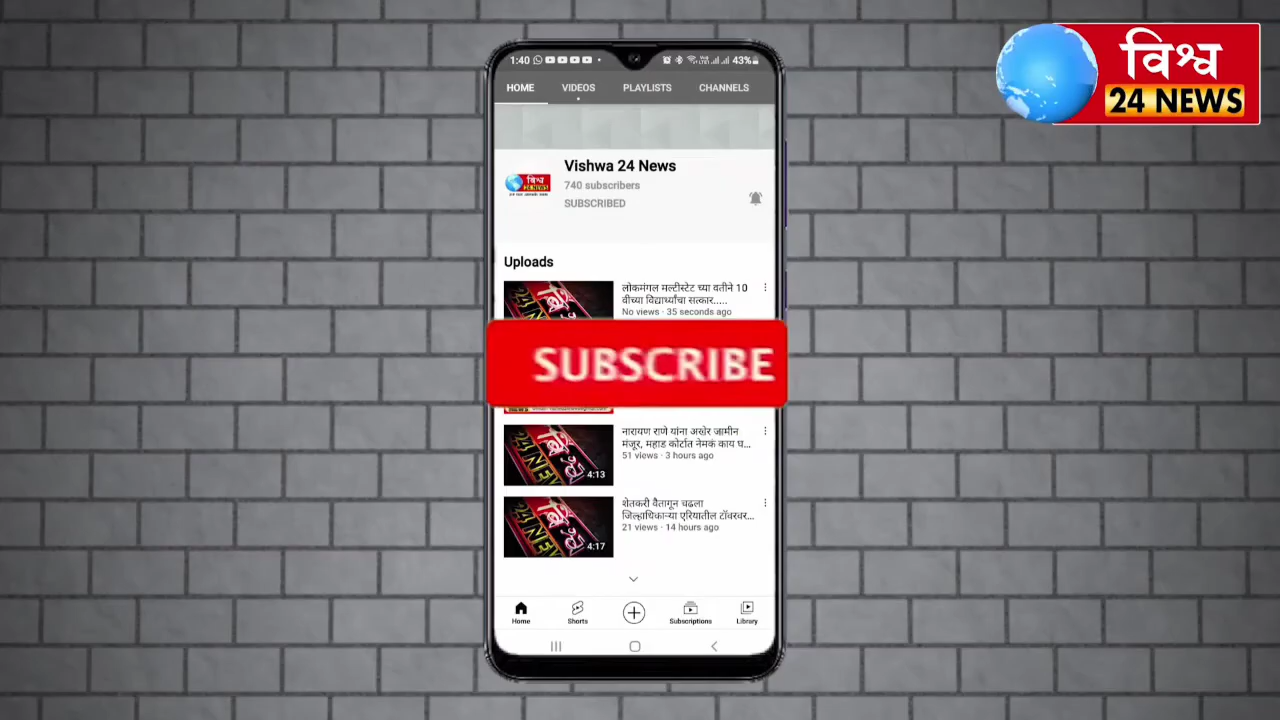 विश्व
24 NEWS
1:40
43%
HOME
VIDEOS
PLAYLISTS
CHANNELS
Vishwa 24 News
740 subscribers
SUBSCRIBED
Uploads
लोकमंगल मल्टीस्टेट च्या वतीने 10
वीच्या विद्यार्थ्यांचा सत्कार.....
No views · 35 seconds ago
SUBSCRIBE
नारायण राणे यांना अखेर जामीन
मंजूर, महाड कोर्टात नेमकं काय घ...
51 views · 3 hours ago
4:13
शेतकरी वैतागून चढला
जिल्हाधिकाऱ्या एरियातील टॉवरवर...
21 views · 14 hours ago
4:17
Home
Shorts
Subscriptions
Library